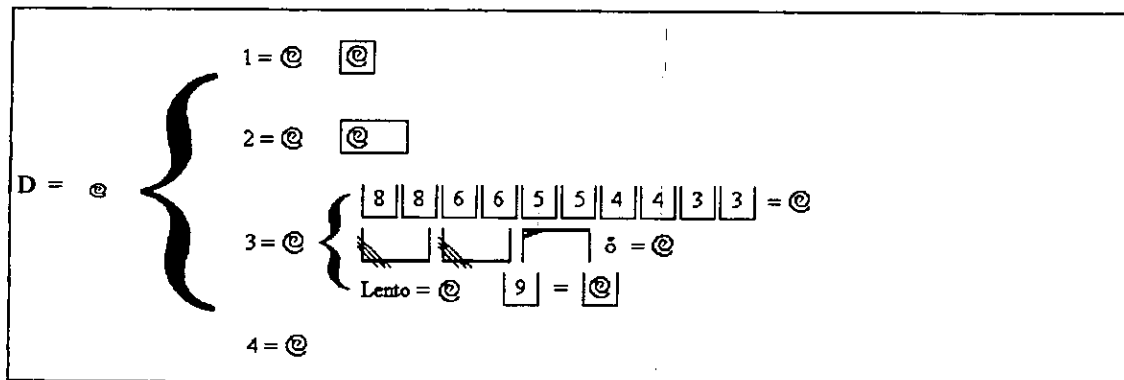 1 = @ @
2 = @ @
D = @
8 8 6 6 5 5 4 4 3 3 = @
3 = @
ŏ = @
Lento = @ 9 = @
4 = @